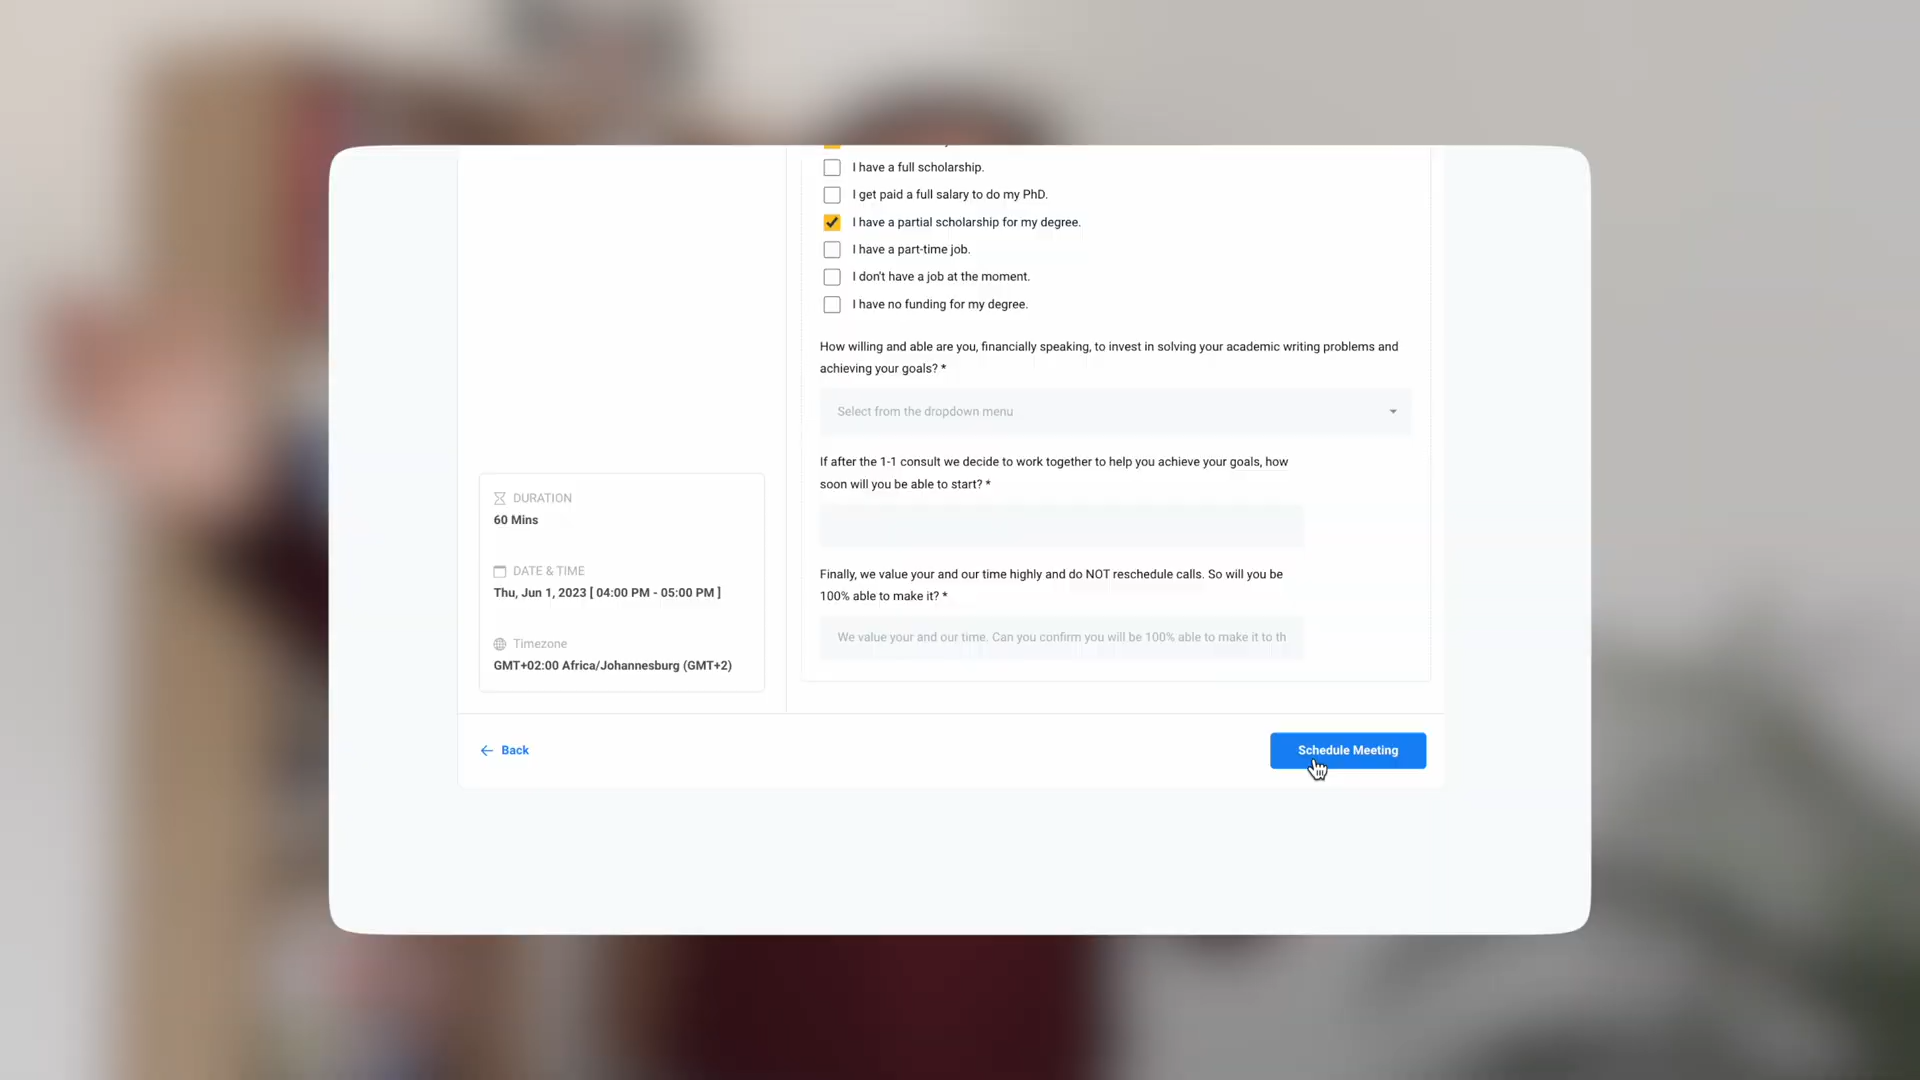 I have a full scholarship.
I get paid a full salary to do my PhD.
I have a partial scholarship for my degree.
I have a part-time job.
I don't have a job at the moment.
I have no funding for my degree.
How willing and able are you, financially speaking, to invest in solving your academic writing problems and
achieving your goals? *
Select from the dropdown menu
If after the 1-1 consult we decide to work together to help you achieve your goals, how
soon will you be able to start? *
Finally, we value your and our time highly and do NOT reschedule calls. So will you be
100% able to make it? *
We value your and our time. Can you confirm you will be 100% able to make it to th
DURATION
60 Mins
DATE & TIME
Thu, Jun 1, 2023 [ 04:00 PM - 05:00 PM ]
Timezone
GMT+02:00 Africa/Johannesburg (GMT+2)
Back
Schedule Meeting